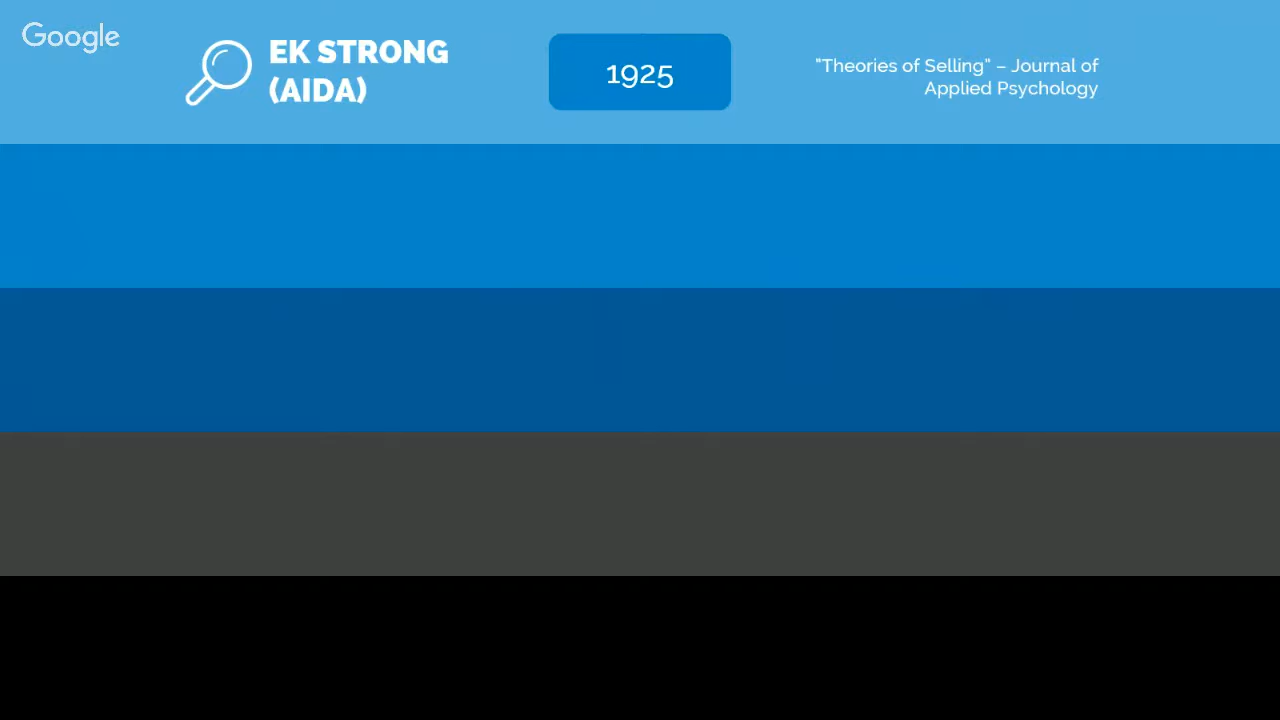 Google
EK STRONG
(AIDA)
1925
"Theories of Selling" – Journal of
Applied Psychology